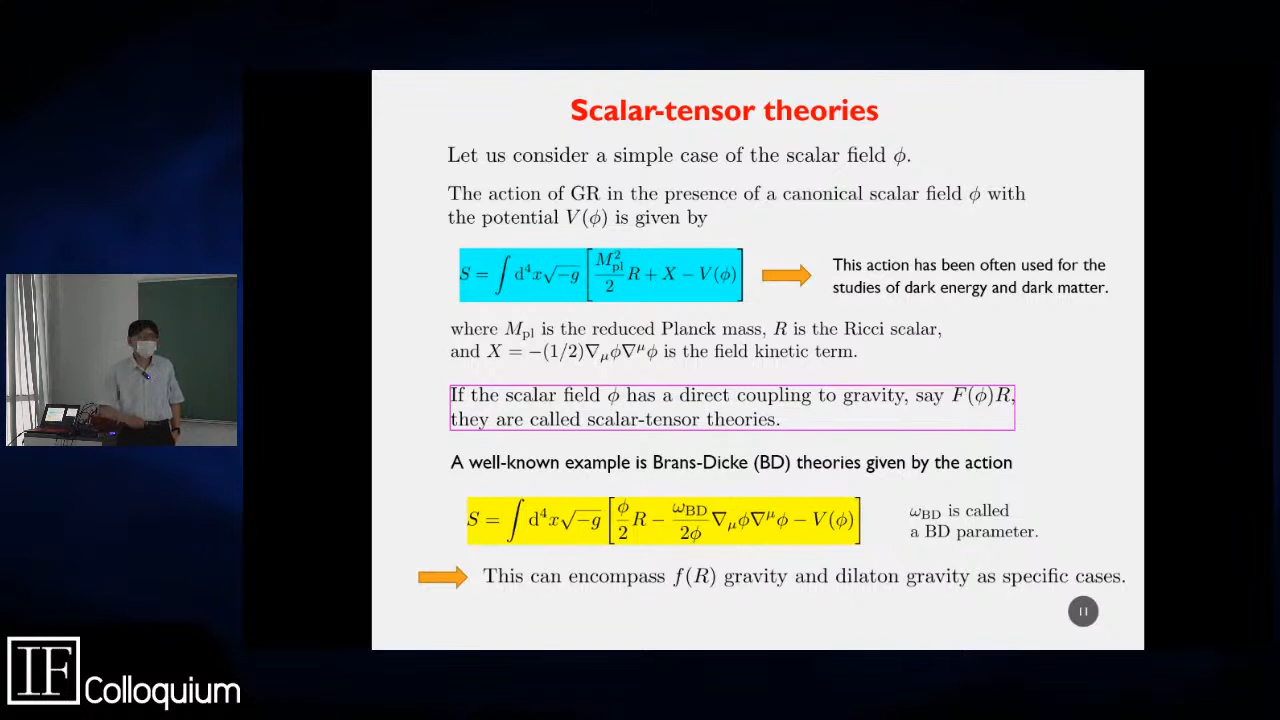 Scalar-tensor theories
Let us consider a simple case of the scalar field ϕ.
The action of GR in the presence of a canonical scalar field ϕ with
the potential V(ϕ) is given by
S = ∫ d⁴x√−g [ M²pl/2 R + X − V(ϕ) ]
This action has been often used for the
studies of dark energy and dark matter.
where Mpl is the reduced Planck mass, R is the Ricci scalar,
and X = −(1/2)∇μϕ∇^μϕ is the field kinetic term.
If the scalar field ϕ has a direct coupling to gravity, say F(ϕ)R,
they are called scalar-tensor theories.
A well-known example is Brans-Dicke (BD) theories given by the action
S = ∫ d⁴x√−g [ ϕ/2 R − ωBD/2ϕ ∇μϕ∇^μϕ − V(ϕ) ]
ωBD is called
a BD parameter.
This can encompass f(R) gravity and dilaton gravity as specific cases.
11
IF Colloquium